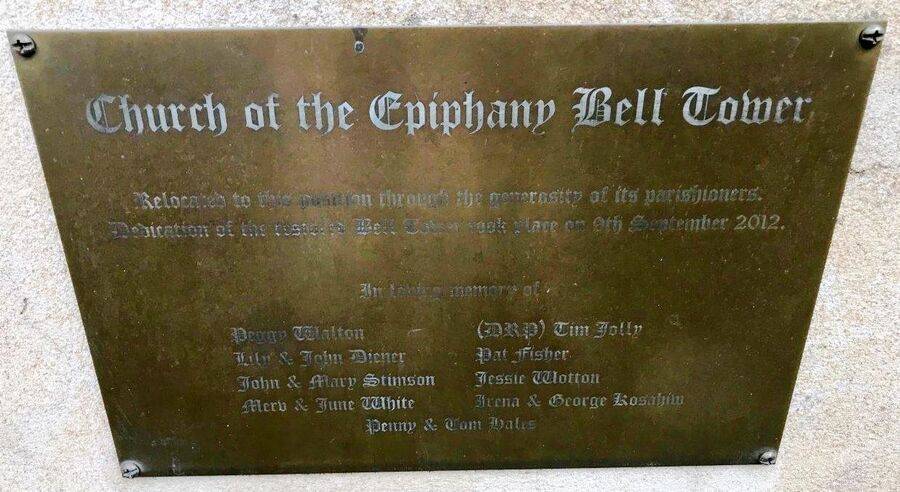 Church of the Epiphany Bell Tower
Relocated to this position through the generosity of its parishioners.
Dedication of the restored Bell Tower took place on 9th September 2012.
In loving memory of
Peggy Walton
(DRP) Tim Jolly
Lily & John Diener
Pat Fisher
John & Mary Stimson
Jessie Wotton
Merv & June White
Irena & George
Penny & Tom Hales